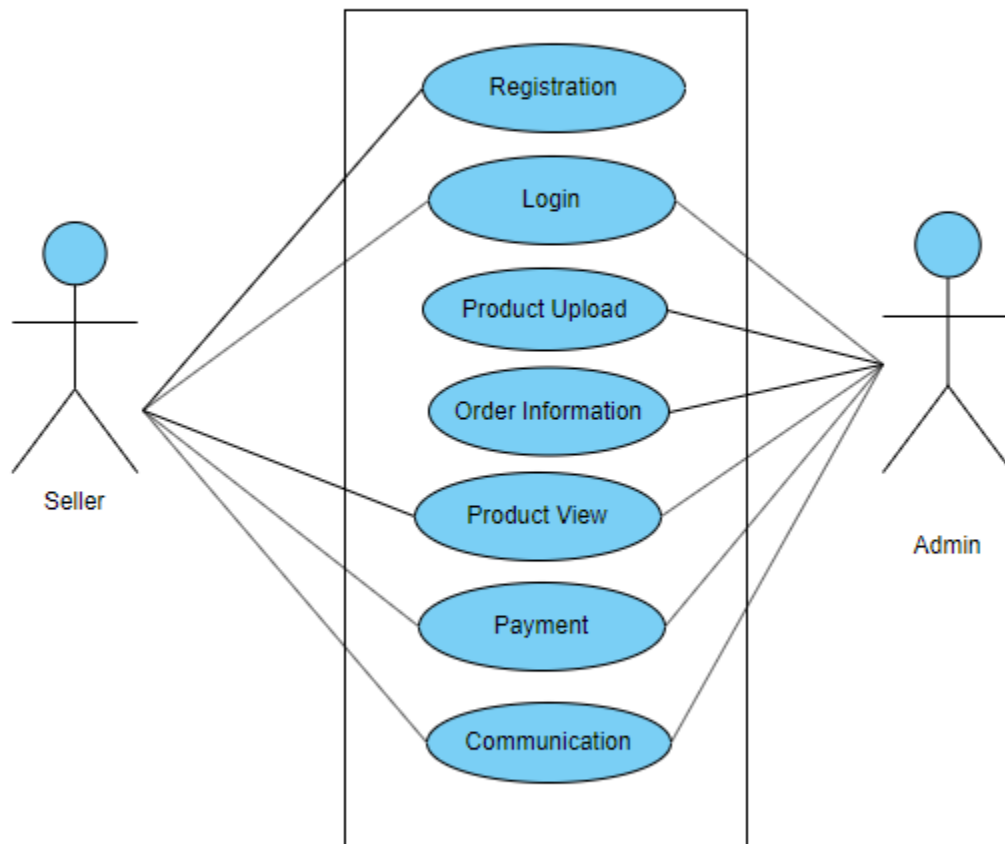 Registration
Login
Product Upload
Order Information
Product View
Payment
Communication
Seller
Admin